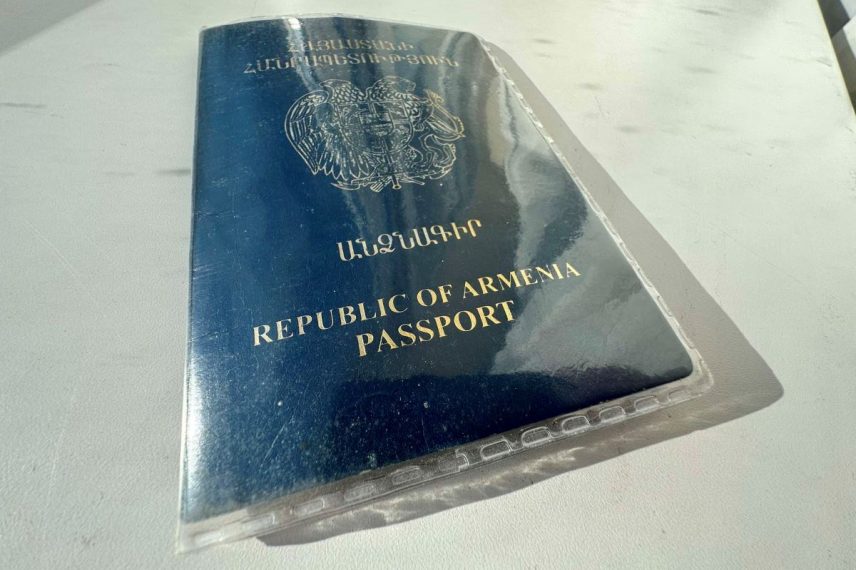 ՀԱՅԱՍՏԱՆԻ
ՀԱՆՐԱՊԵՏՈՒԹՅՈՒՆ
ԱՆՁՆԱԳԻՐ
REPUBLIC OF ARMENIA
PASSPORT